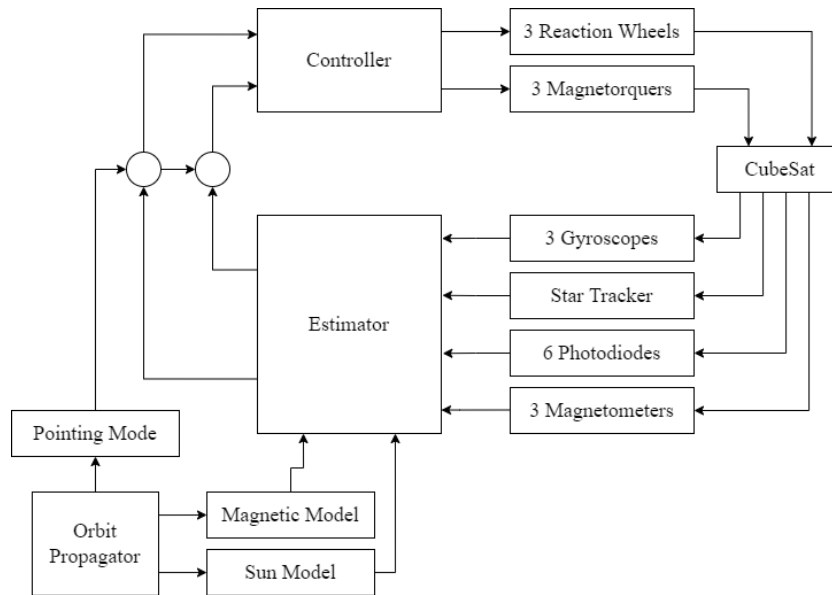 3 Reaction Wheels
Controller
3 Magnetorquers
CubeSat
3 Gyroscopes
Star Tracker
Estimator
6 Photodiodes
3 Magnetometers
Pointing Mode
Orbit
Propagator
Magnetic Model
Sun Model